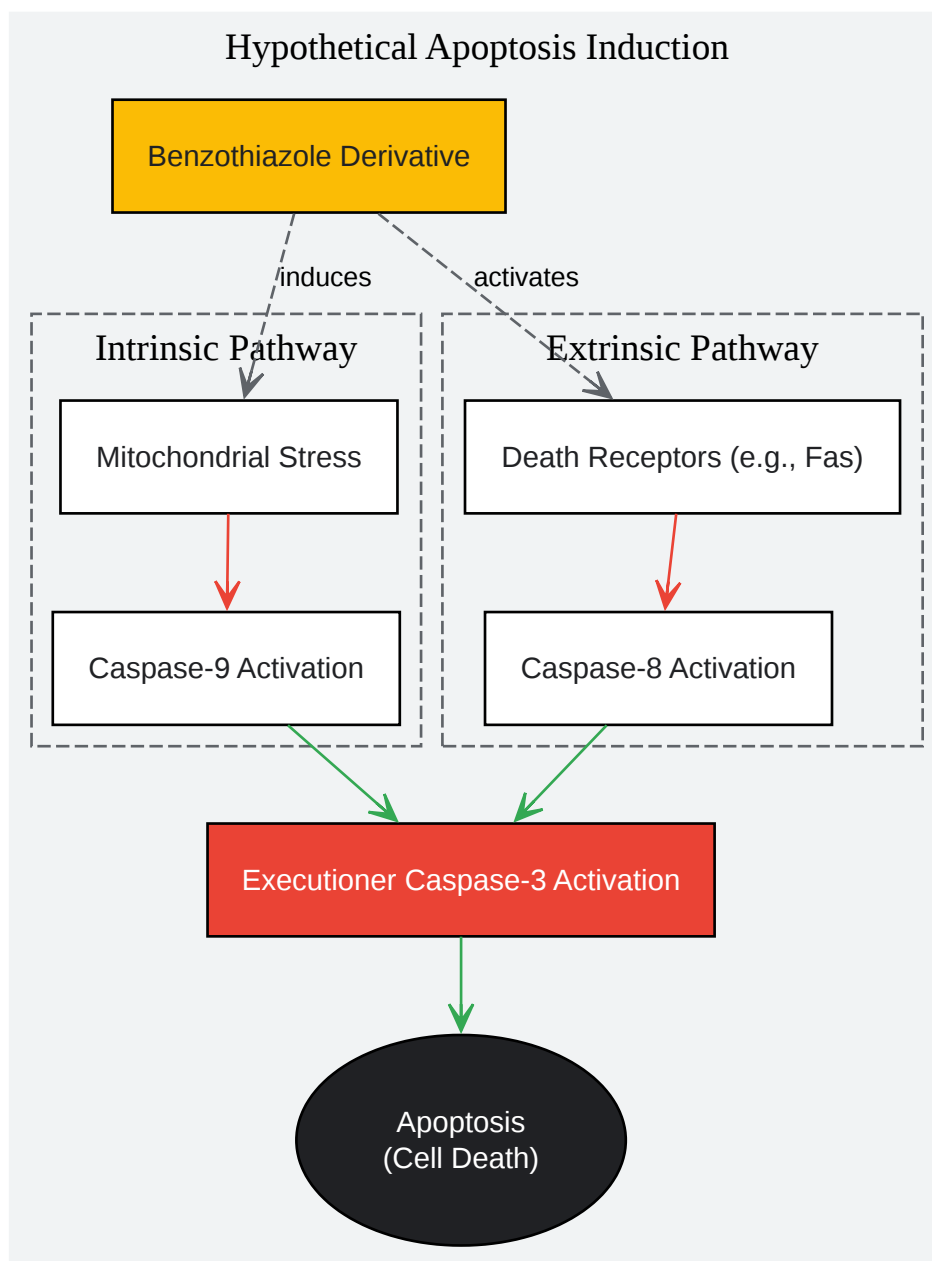 Hypothetical Apoptosis Induction
Benzothiazole Derivative
induces
activates
Intrinsic Pathway
Extrinsic Pathway
Mitochondrial Stress
Death Receptors (e.g., Fas)
Caspase-9 Activation
Caspase-8 Activation
Executioner Caspase-3 Activation
Apoptosis
(Cell Death)